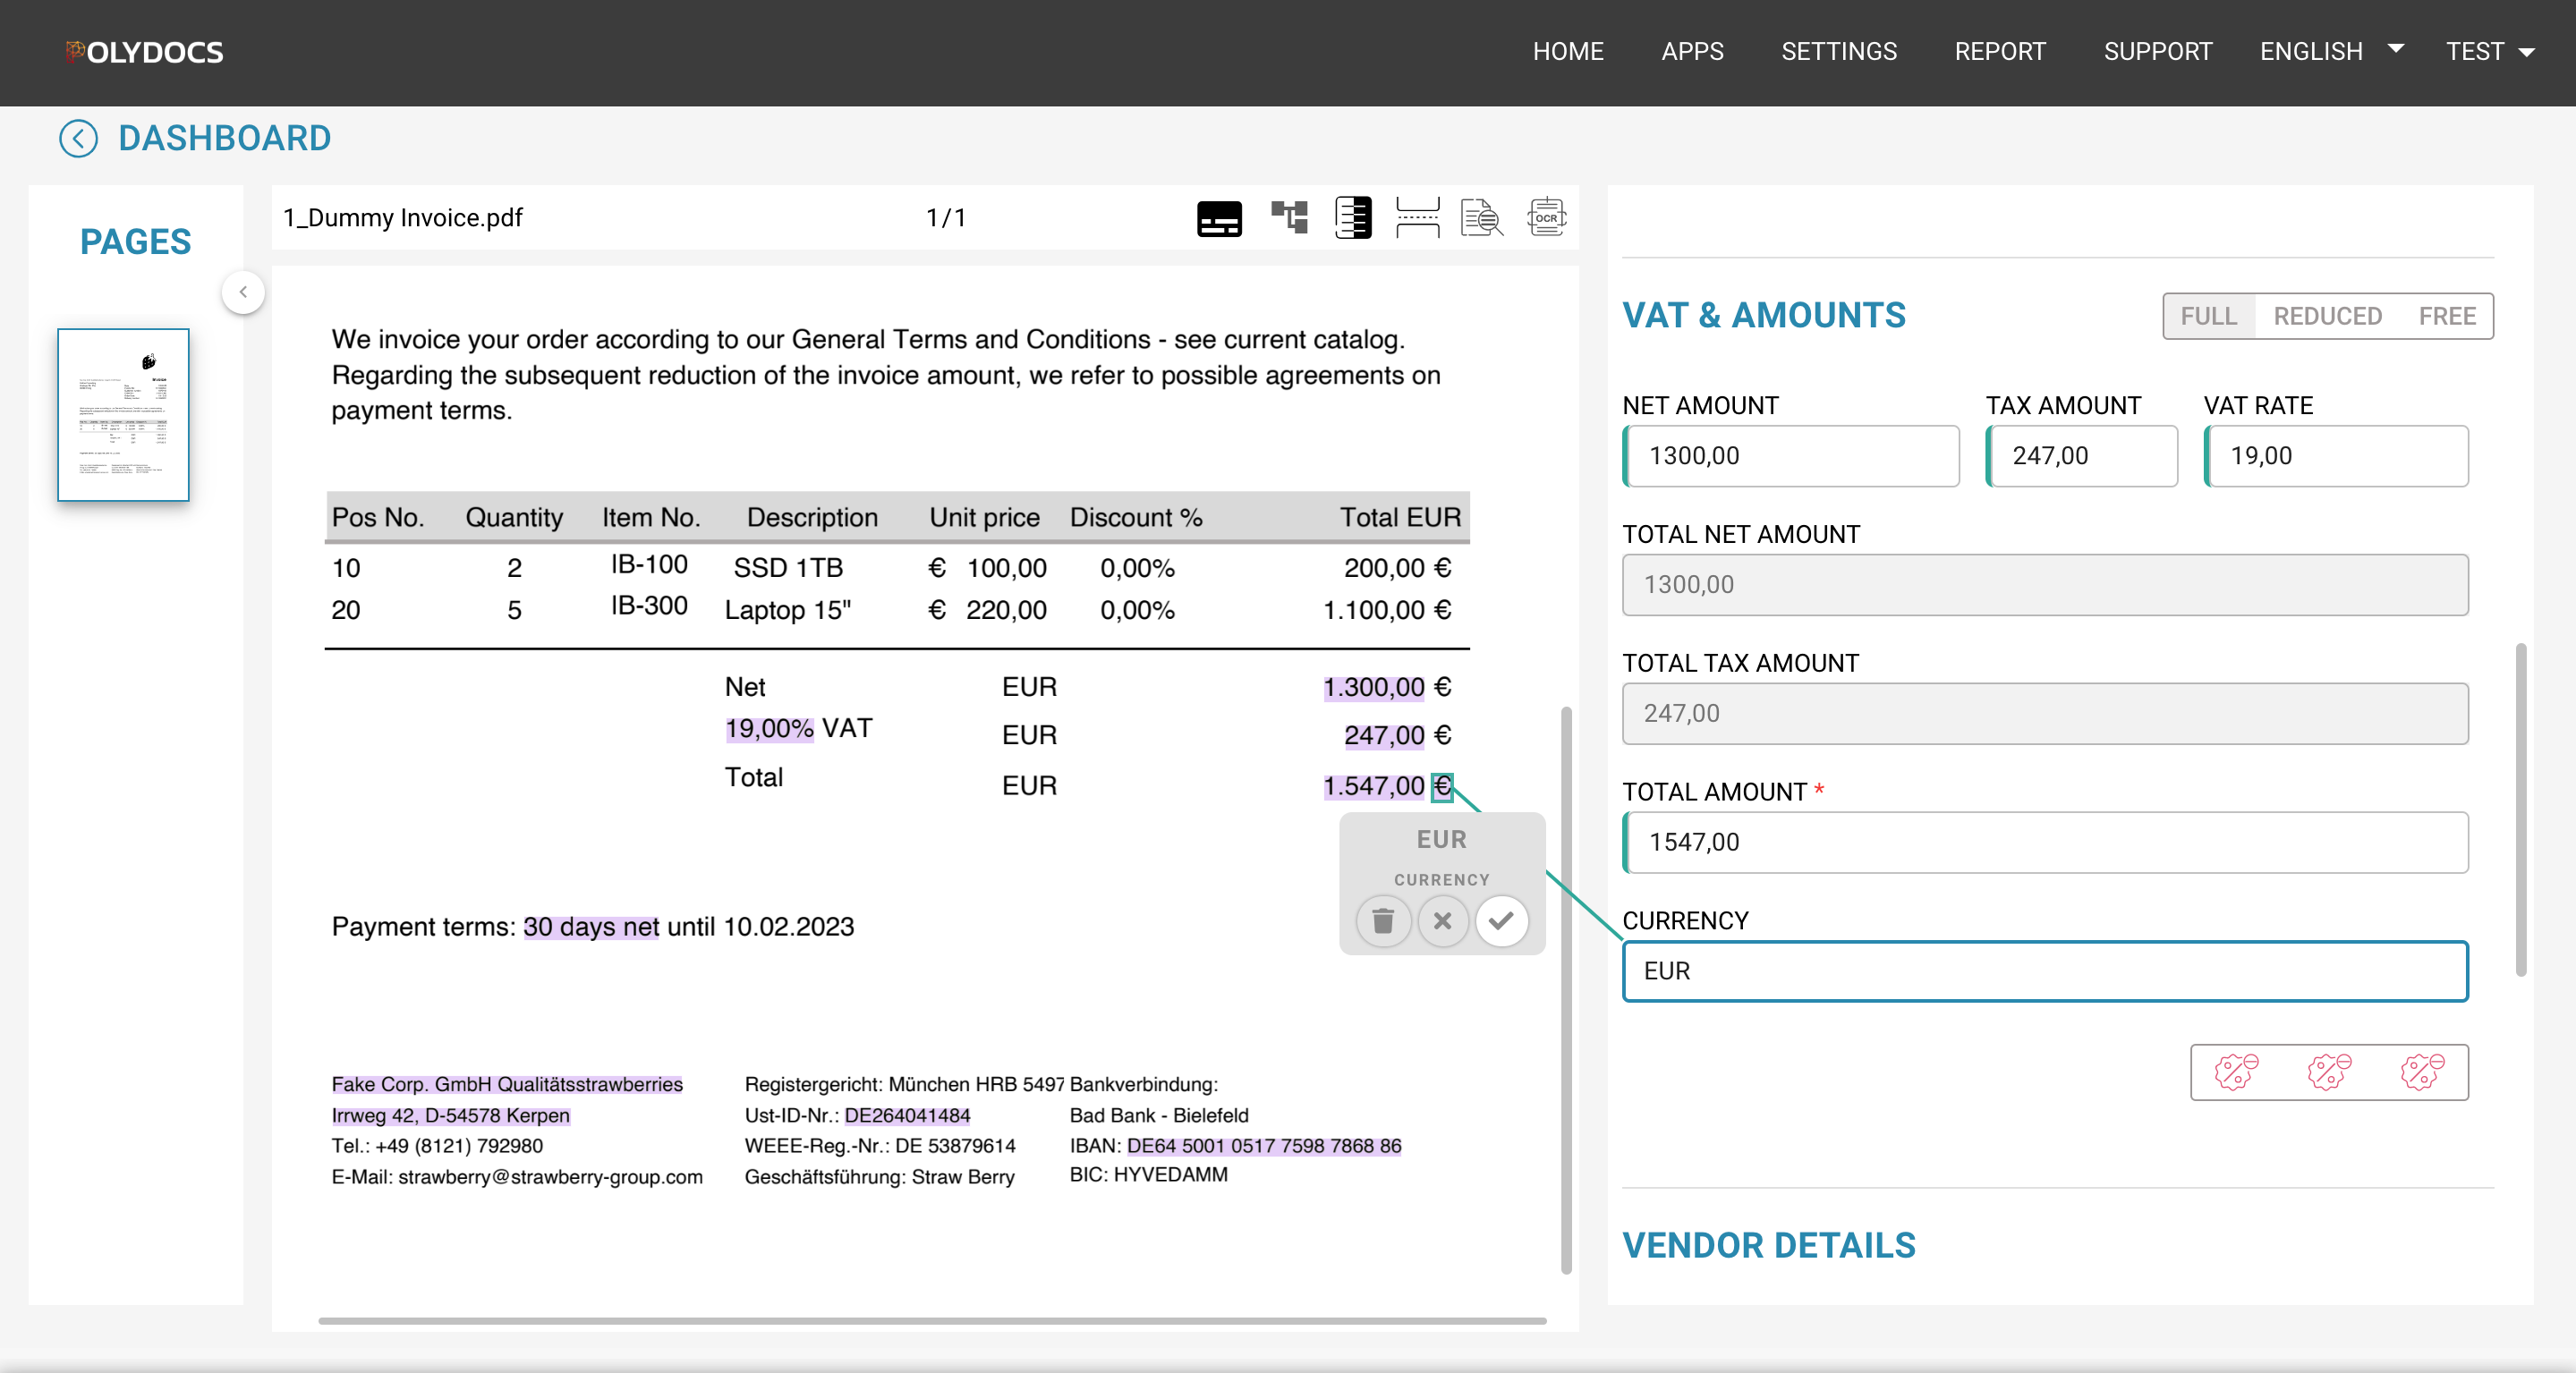 POLYDOCS
HOME APPS SETTINGS REPORT SUPPORT ENGLISH TEST
DASHBOARD
PAGES
1_Dummy Invoice.pdf 1/1 OCR
We invoice your order according to our General Terms and Conditions - see current catalog.
Regarding the subsequent reduction of the invoice amount, we refer to possible agreements on
payment terms.
Pos No. Quantity Item No. Description Unit price Discount % Total EUR
10 2 IB-100 SSD 1TB € 100,00 0,00% 200,00 €
20 5 IB-300 Laptop 15" € 220,00 0,00% 1.100,00 €
Net EUR 1.300,00 €
19,00% VAT EUR 247,00 €
Total EUR 1.547,00 €
EUR
CURRENCY
Payment terms: 30 days net until 10.02.2023
Fake Corp. GmbH Qualitätsstrawberries
Irrweg 42, D-54578 Kerpen
Tel.: +49 (8121) 792980
E-Mail: strawberry@strawberry-group.com
Registergericht: München HRB 5497
Ust-ID-Nr.: DE264041484
WEEE-Reg.-Nr.: DE 53879614
Geschäftsführung: Straw Berry
Bankverbindung:
Bad Bank - Bielefeld
IBAN: DE64 5001 0517 7598 7868 86
BIC: HYVEDAMM
VAT & AMOUNTS FULL REDUCED FREE
NET AMOUNT TAX AMOUNT VAT RATE
1300,00 247,00 19,00
TOTAL NET AMOUNT
1300,00
TOTAL TAX AMOUNT
247,00
TOTAL AMOUNT *
1547,00
CURRENCY
EUR
VENDOR DETAILS